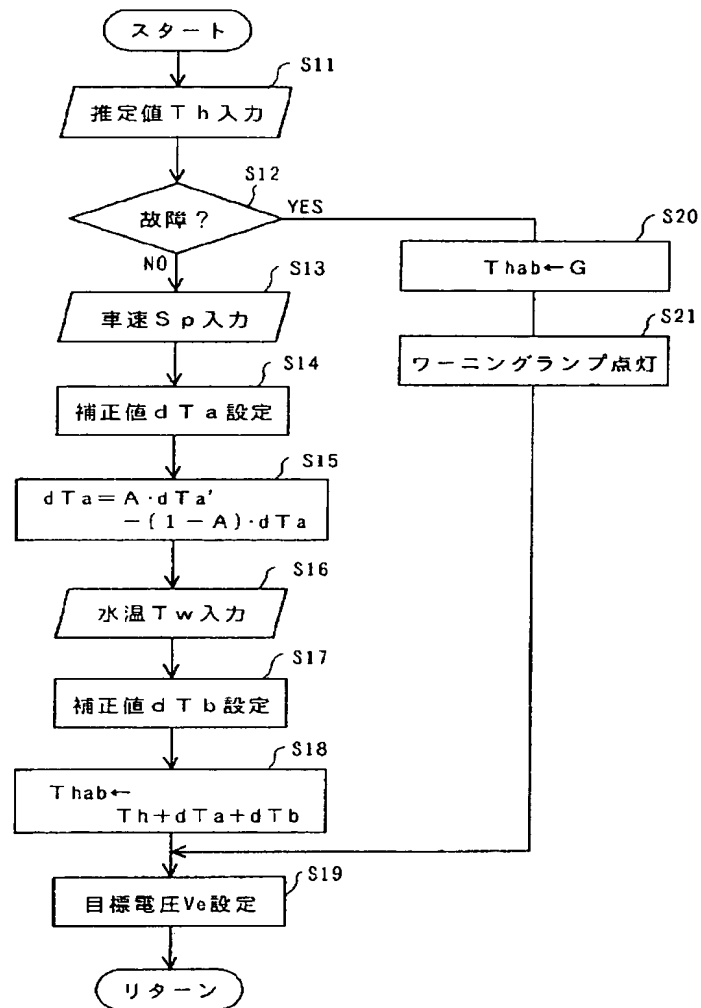 スタート
S11
推定値Th入力
S12
故障?
YES
NO
S13
車速Sp入力
S14
補正値dTa設定
S15
dTa=A·dTa'
-(1-A)·dTa
S16
水温Tw入力
S17
補正値dTb設定
S18
Thab←
Th+dTa+dTb
S20
Thab←G
S21
ワーニングランプ点灯
S19
目標電圧Ve設定
リターン